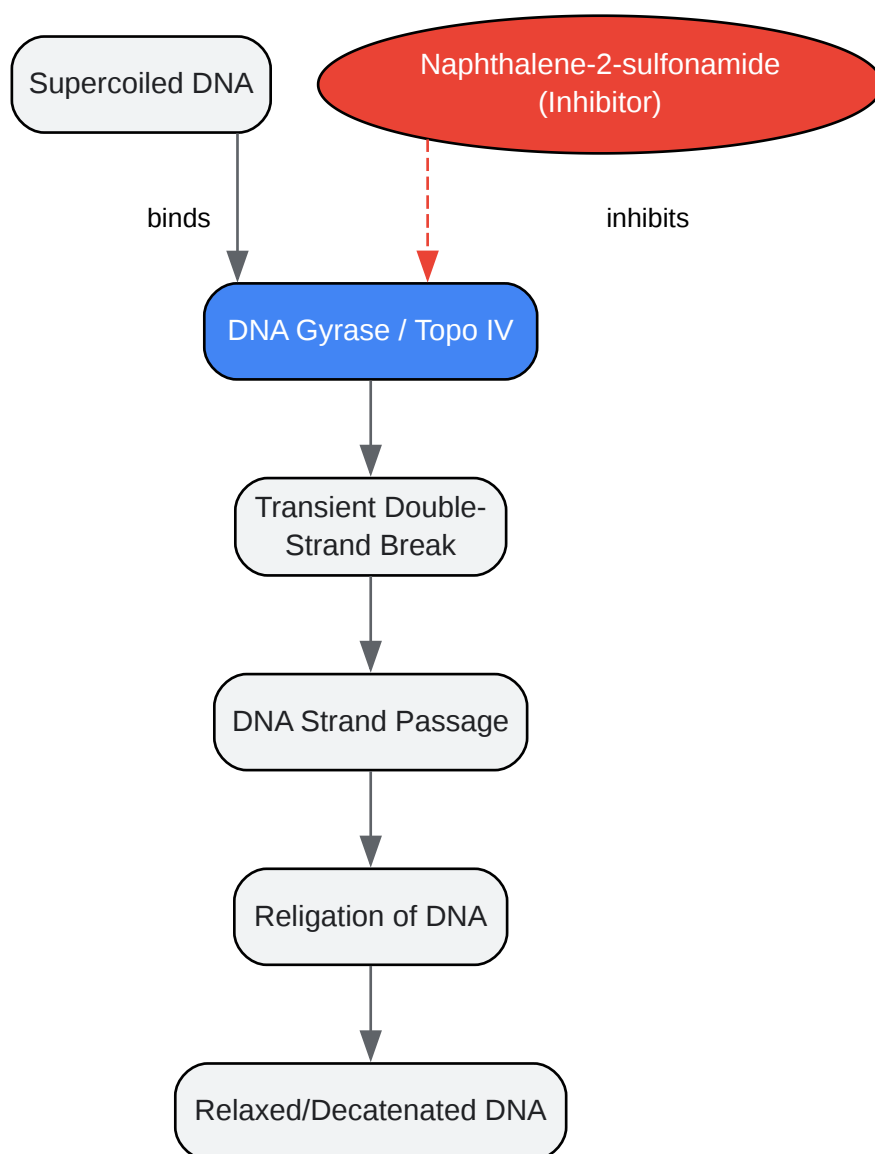 Supercoiled DNA
Naphthalene-2-sulfonamide
(Inhibitor)
binds
inhibits
DNA Gyrase / Topo IV
Transient Double-
Strand Break
DNA Strand Passage
Religation of DNA
Relaxed/Decatenated DNA